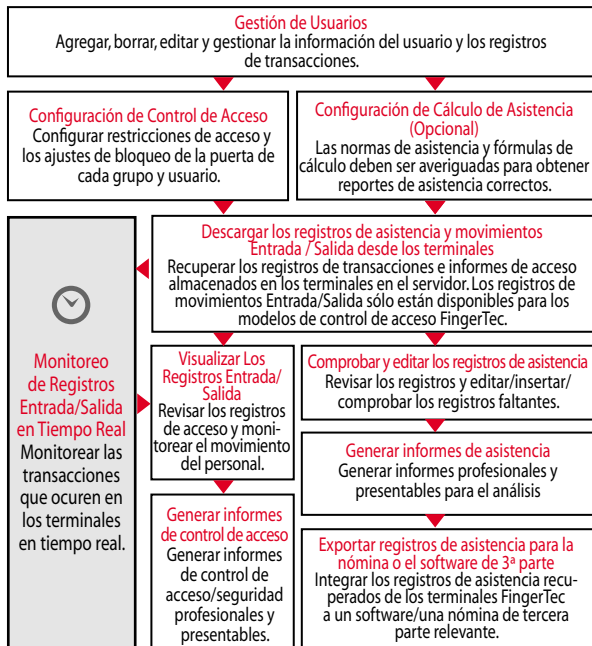 Gestión de Usuarios
Agregar, borrar, editar y gestionar la información del usuario y los registros
de transacciones.
Configuración de Control de Acceso
Configurar restricciones de acceso y
los ajustes de bloqueo de la puerta de
cada grupo y usuario.
Configuración de Cálculo de Asistencia
(Opcional)
Las normas de asistencia y fórmulas de
cálculo deben ser averiguadas para obtener
reportes de asistencia correctos.
Descargar los registros de asistencia y movimientos
Entrada / Salida desde los terminales
Recuperar los registros de transacciones e informes de acceso
almacenados en los terminales en el servidor. Los registros de
movimientos Entrada/Salida sólo están disponibles para los
modelos de control de acceso FingerTec.
Monitoreo
de Registros
Entrada/Salida
en Tiempo Real
Monitorear las
transacciones
que ocuren en
los terminales
en tiempo real.
Visualizar Los
Registros Entrada/
Salida
Revisar los registros
de acceso y moni-
torear el movimiento
del personal.
Comprobar y editar los registros de asistencia
Revisar los registros y editar/insertar/
comprobar los registros faltantes.
Generar informes de asistencia
Generar informes profesionales y
presentables para el análisis
Generar informes
de control de acceso
Generar informes
de control de
acceso/seguridad
profesionales y
presentables.
Exportar registros de asistencia para la
nómina o el software de 3ª parte
Integrar los registros de asistencia recu-
perados de los terminales FingerTec
a un software/una nómina de tercera
parte relevante.